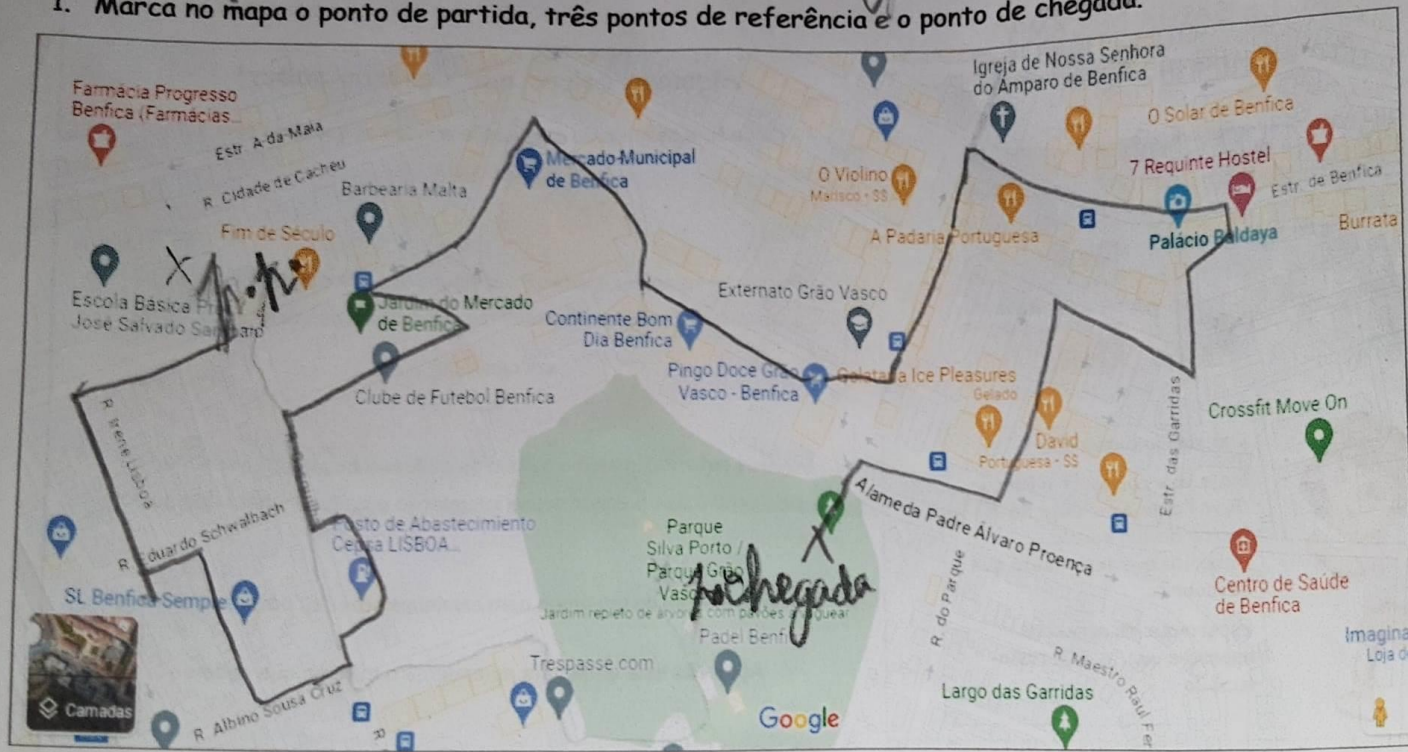 1. Marca no mapa o ponto de partida, três pontos de referência e o ponto de chegada.
Igreja de Nossa Senhora
do Amparo de Benfica
Farmácia Progresso
Benfica (Farmácias...
Estr. A-da-Maia
O Solar de Benfica
Mercado Municipal
de Benfica
7 Requinte Hostel
R. Cidade de Cacheu
Barbearia Malta
O Violino
Marisco • $$
Estr. de Benfica
Burrata
Fim de Século
A Padaria Portuguesa
Palácio Baldaya
X
Escola Básica
José Salvado Sampaio
Jardim do Mercado
de Benfica
Externato Grão Vasco
Continente Bom
Dia Benfica
Pingo Doce Grão
Vasco - Benfica
Gelataria Ice Pleasures
Gelado
Clube de Futebol Benfica
Crossfit Move On
R. Irene Lisboa
David
Portuguesa • $$
Estr. das Garridas
Alameda Padre Álvaro Proença
R. Eduardo Schwalbach
Posto de Abastecimento
Cepsa LISBOA...
Parque
Silva Porto /
Parque Grão
Vasco
X
chegada
Jardim repleto de árvores com pavões
R. do Parque
Centro de Saúde
de Benfica
SL Benfica Sempre
Padel Benfi
Imagina
Trespasse.com
R. Maestro Raul Fer
Largo das Garridas
Camadas
R. Albino Sousa Cruz
Google